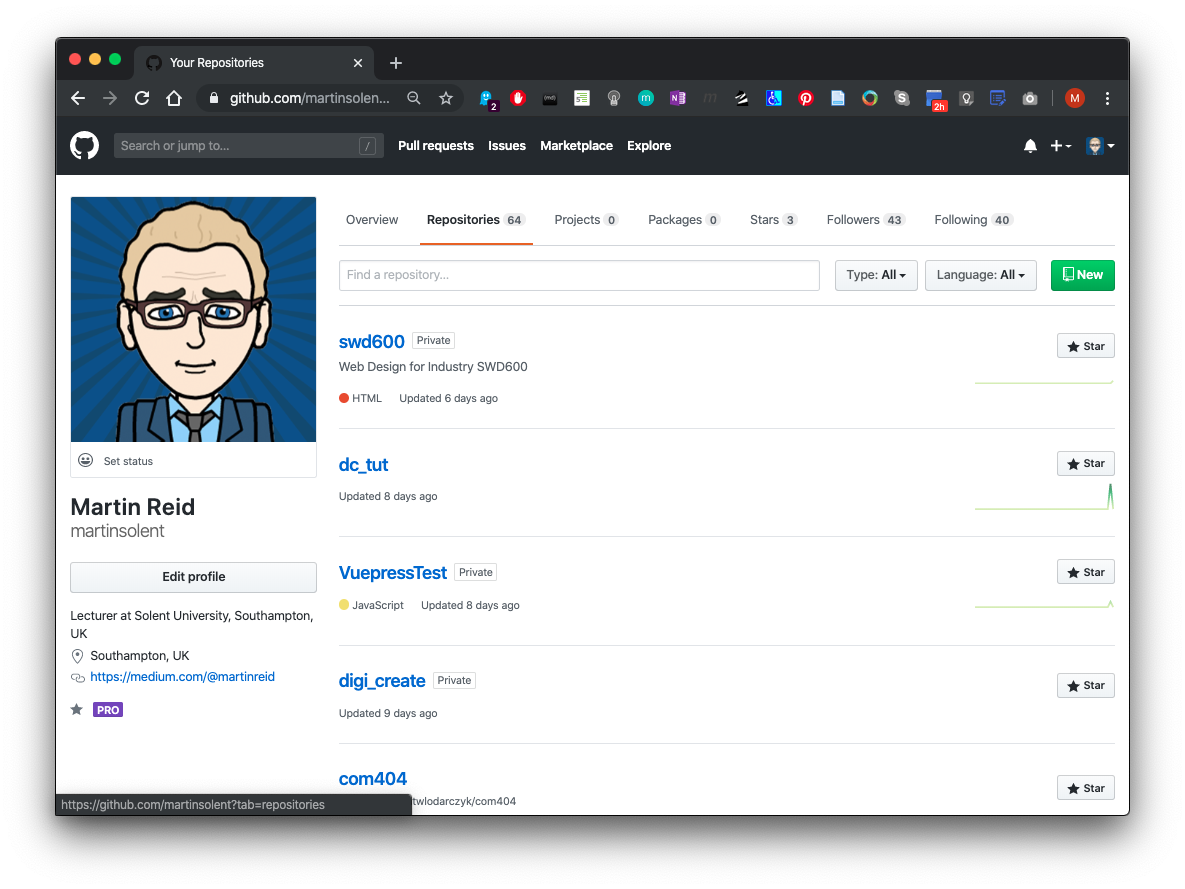 Your Repositories
github.com/martinsolen...
2
2h
M
Search or jump to...
/
Pull requests Issues Marketplace Explore
Overview Repositories 64 Projects 0 Packages 0 Stars 3 Followers 43 Following 40
Find a repository...
Type: All
Language: All
New
swd600 Private
Star
Web Design for Industry SWD600
HTML Updated 6 days ago
dc_tut
Star
Updated 8 days ago
VuepressTest Private
Star
JavaScript Updated 8 days ago
digi_create Private
Star
Updated 9 days ago
com404
Star
twlodarczyk/com404
Set status
Martin Reid
martinsolent
Edit profile
Lecturer at Solent University, Southampton,
UK
Southampton, UK
https://medium.com/@martinreid
PRO
https://github.com/martinsolent?tab=repositories